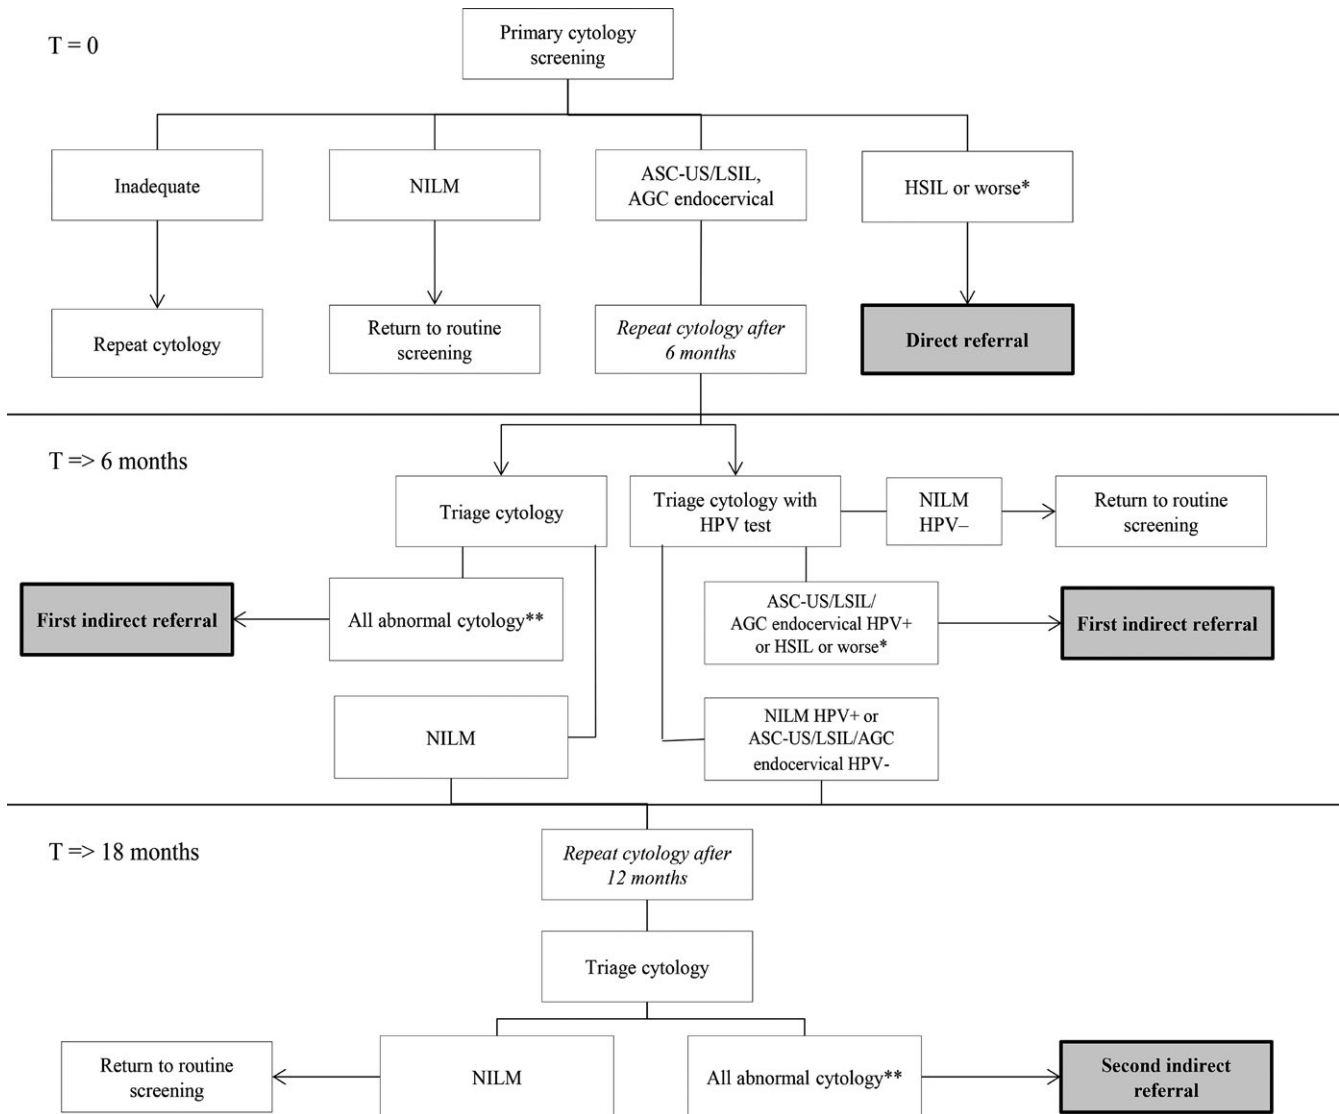 T = 0
Primary cytology
screening
Inadequate
NILM
ASC-US/LSIL,
AGC endocervical
HSIL or worse*
Repeat cytology
Return to routine
screening
Repeat cytology after
6 months
Direct referral
T => 6 months
Triage cytology
Triage cytology with
HPV test
NILM
HPV–
Return to routine
screening
First indirect referral
All abnormal cytology**
ASC-US/LSIL/
AGC endocervical HPV+
or HSIL or worse*
First indirect referral
NILM
NILM HPV+ or
ASC-US/LSIL/AGC
endocervical HPV-
T => 18 months
Repeat cytology after
12 months
Triage cytology
Return to routine
screening
NILM
All abnormal cytology**
Second indirect
referral